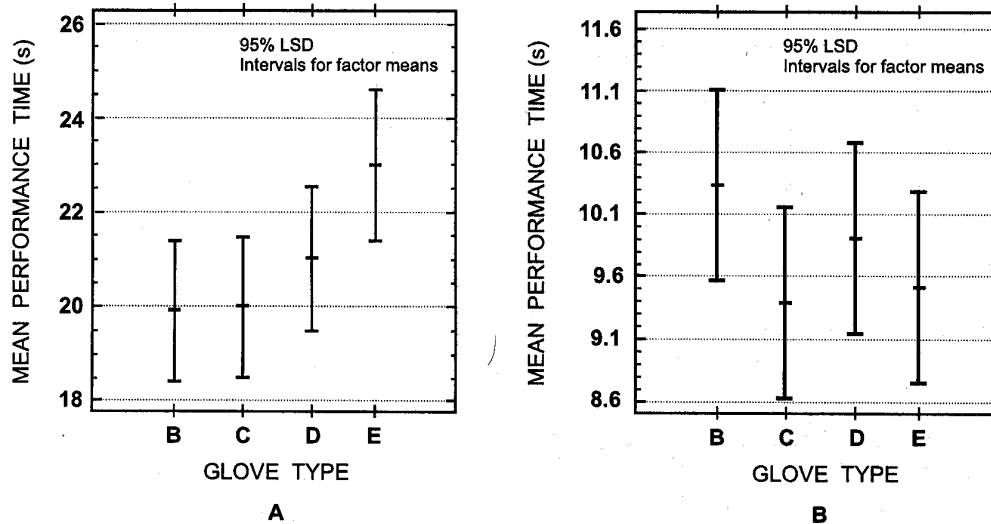 MEAN PERFORMANCE TIME (s)
26
24
22
20
18
95% LSD
Intervals for factor means
B C D E
GLOVE TYPE
A
MEAN PERFORMANCE TIME (s)
11.6
11.1
10.6
10.1
9.6
9.1
8.6
95% LSD
Intervals for factor means
B C D E
GLOVE TYPE
B